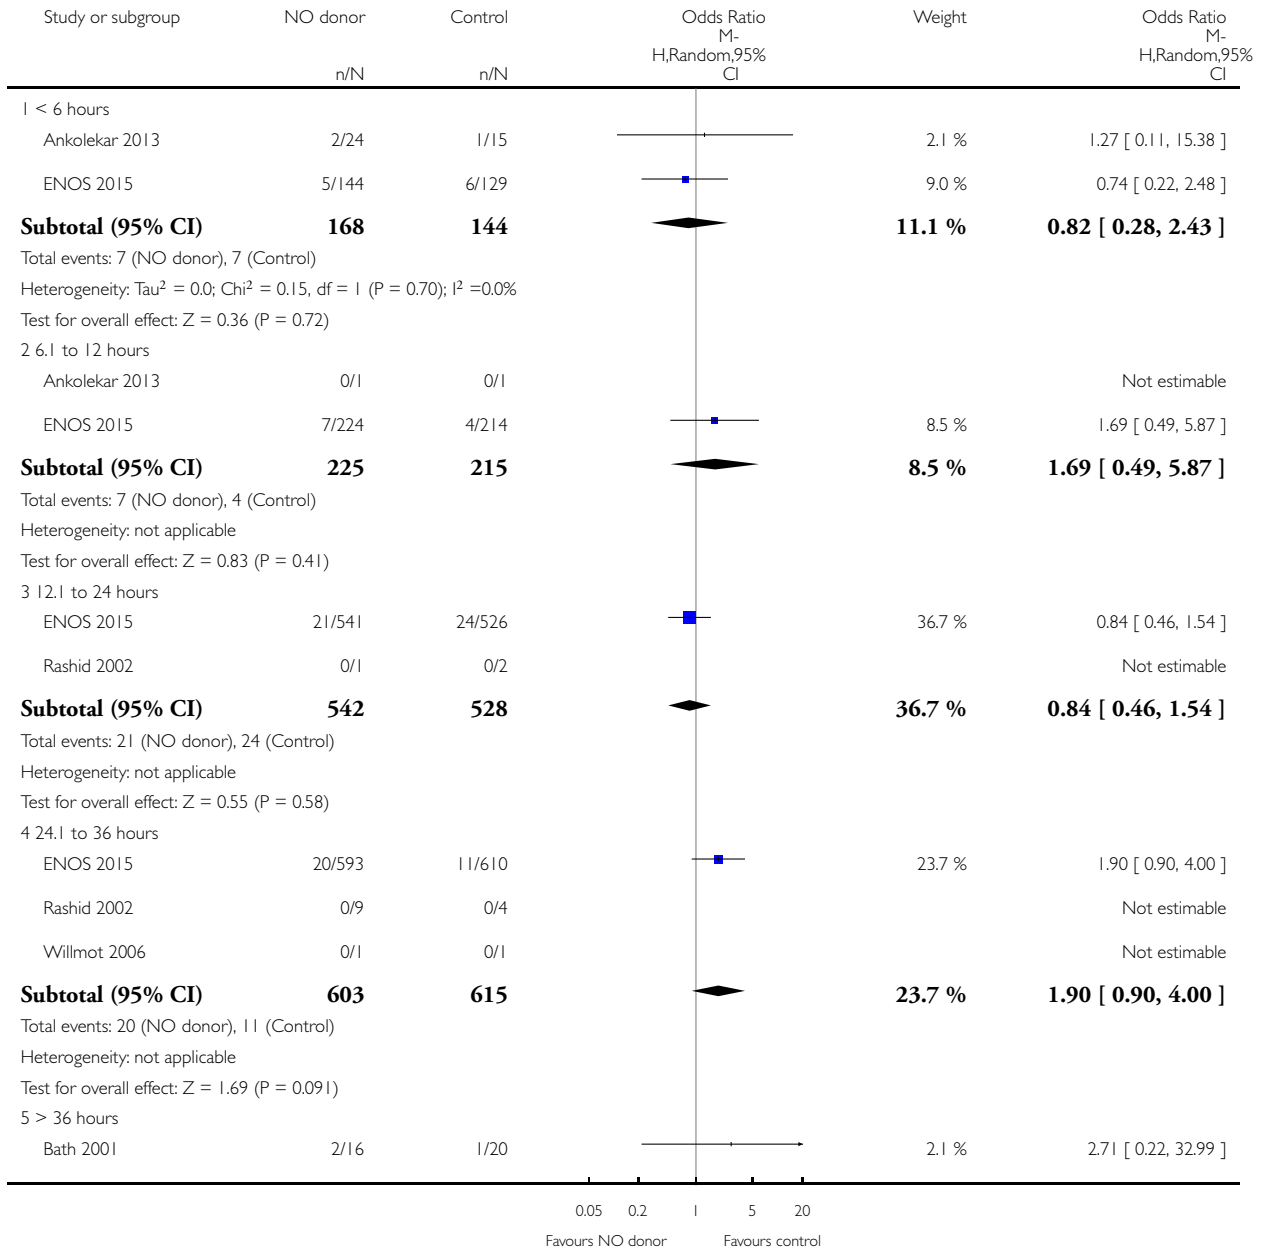 Study or subgroup NO donor Control Odds Ratio Weight Odds Ratio
M- M-
H,Random,95% H,Random,95%
n/N n/N CI CI
1 < 6 hours
Ankolekar 2013 2/24 1/15 2.1 % 1.27 [ 0.11, 15.38 ]
ENOS 2015 5/144 6/129 9.0 % 0.74 [ 0.22, 2.48 ]
Subtotal (95% CI) 168 144 11.1 % 0.82 [ 0.28, 2.43 ]
Total events: 7 (NO donor), 7 (Control)
Heterogeneity: Tau² = 0.0; Chi² = 0.15, df = 1 (P = 0.70); I² =0.0%
Test for overall effect: Z = 0.36 (P = 0.72)
2 6.1 to 12 hours
Ankolekar 2013 0/1 0/1 Not estimable
ENOS 2015 7/224 4/214 8.5 % 1.69 [ 0.49, 5.87 ]
Subtotal (95% CI) 225 215 8.5 % 1.69 [ 0.49, 5.87 ]
Total events: 7 (NO donor), 4 (Control)
Heterogeneity: not applicable
Test for overall effect: Z = 0.83 (P = 0.41)
3 12.1 to 24 hours
ENOS 2015 21/541 24/526 36.7 % 0.84 [ 0.46, 1.54 ]
Rashid 2002 0/1 0/2 Not estimable
Subtotal (95% CI) 542 528 36.7 % 0.84 [ 0.46, 1.54 ]
Total events: 21 (NO donor), 24 (Control)
Heterogeneity: not applicable
Test for overall effect: Z = 0.55 (P = 0.58)
4 24.1 to 36 hours
ENOS 2015 20/593 11/610 23.7 % 1.90 [ 0.90, 4.00 ]
Rashid 2002 0/9 0/4 Not estimable
Willmot 2006 0/1 0/1 Not estimable
Subtotal (95% CI) 603 615 23.7 % 1.90 [ 0.90, 4.00 ]
Total events: 20 (NO donor), 11 (Control)
Heterogeneity: not applicable
Test for overall effect: Z = 1.69 (P = 0.091)
5 > 36 hours
Bath 2001 2/16 1/20 2.1 % 2.71 [ 0.22, 32.99 ]
0.05 0.2 1 5 20
Favours NO donor Favours control